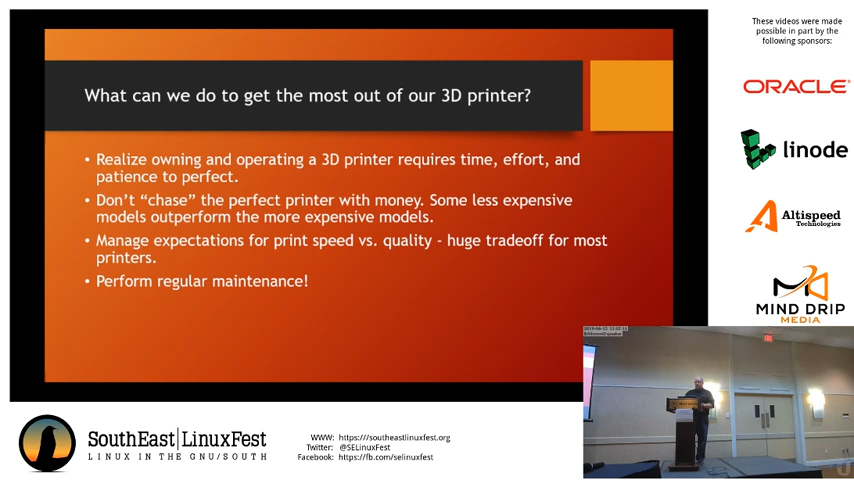 These videos were made
possible in part by the
following sponsors:
What can we do to get the most out of our 3D printer?
ORACLE
• Realize owning and operating a 3D printer requires time, effort, and
patience to perfect.
• Don't “chase” the perfect printer with money. Some less expensive
models outperform the more expensive models.
• Manage expectations for print speed vs. quality - huge tradeoff for most
printers.
• Perform regular maintenance!
linode
Altispeed
Technologies
MIND DRIP
MEDIA
SouthEast|LinuxFest
LINUX IN THE GNU/SOUTH
WWW: https://southeastlinuxfest.org
Twitter: @SELinuxFest
Facebook: https://fb.com/selinuxfest